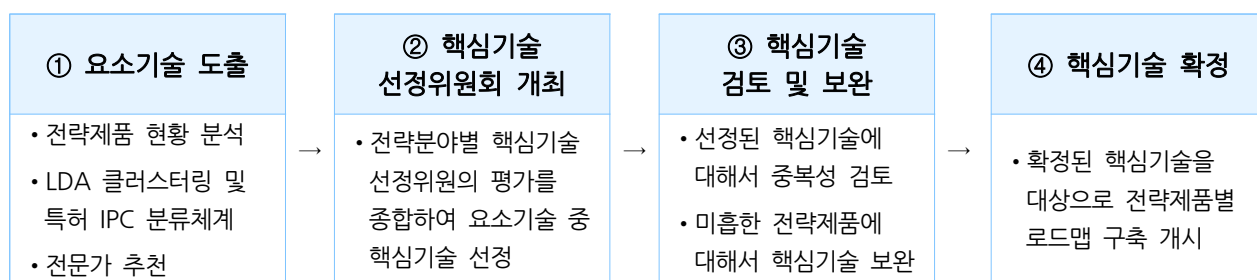 ① 요소기술 도출
• 전략제품 현황 분석
• LDA 클러스터링 및
특허 IPC 분류체계
• 전문가 추천
→
② 핵심기술
선정위원회 개최
• 전략분야별 핵심기술
선정위원의 평가를
종합하여 요소기술 중
핵심기술 선정
→
③ 핵심기술
검토 및 보완
• 선정된 핵심기술에
대해서 중복성 검토
• 미흡한 전략제품에
대해서 핵심기술 보완
→
④ 핵심기술 확정
• 확정된 핵심기술을
대상으로 전략제품별
로드맵 구축 개시